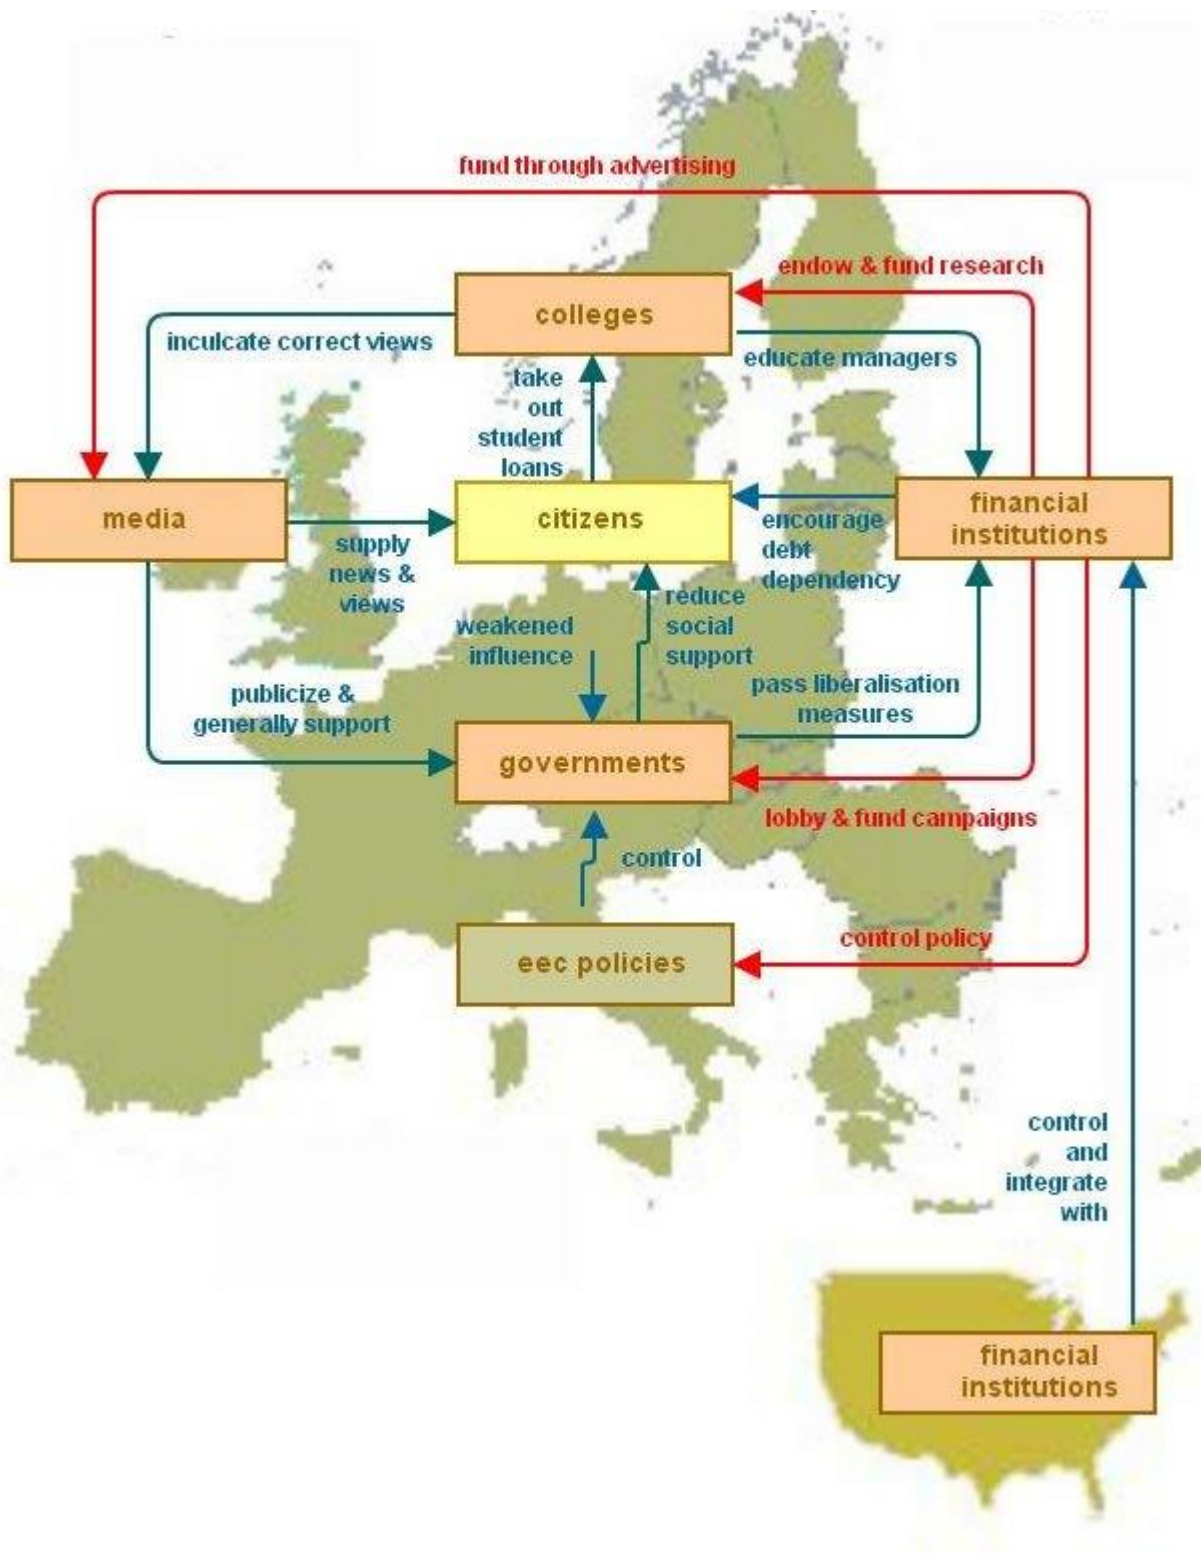 fund through advertising
endow & fund research
colleges
inculcate correct views
educate managers
take
out
student
loans
media
citizens
financial
institutions
supply
news &
views
encourage
debt
dependency
weakened
influence
reduce
social
support
publicize &
generally support
pass liberalisation
measures
governments
lobby & fund campaigns
control
control policy
eec policies
control
and
integrate
with
financial
institutions